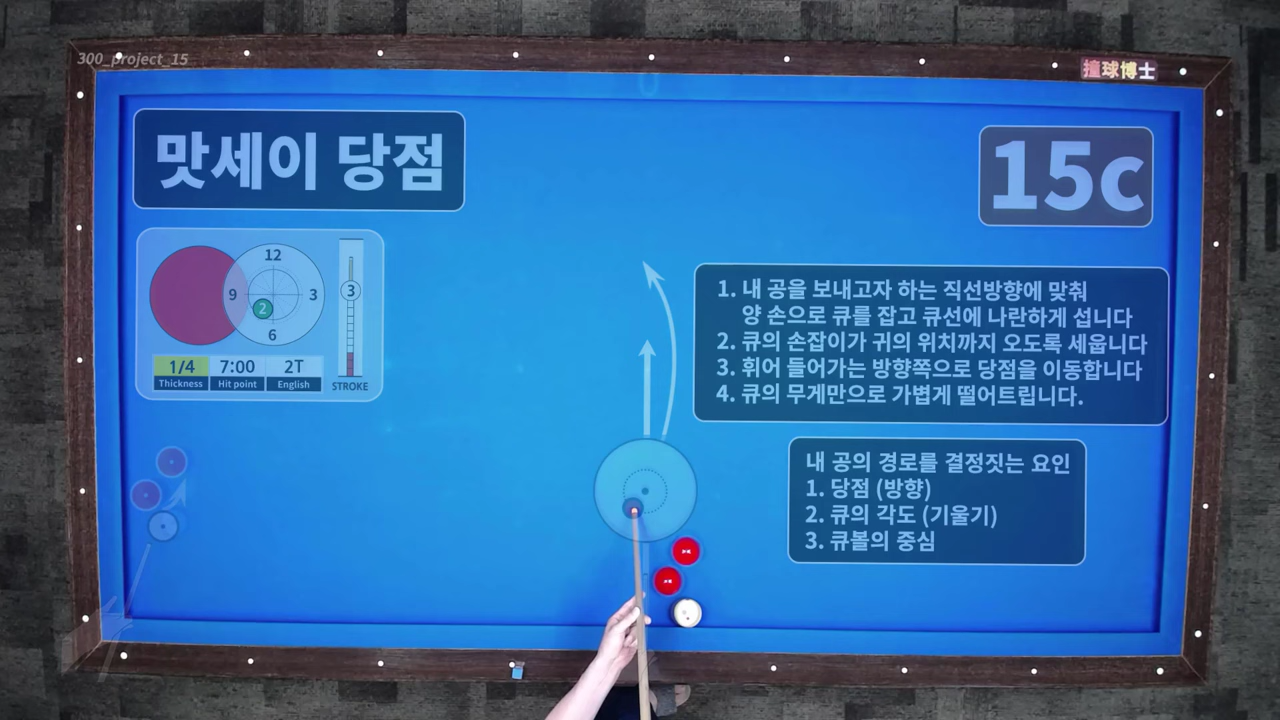 300_project_15
撞球博士
맛세이 당점
15c
12
9
3
2
6
3
1/4
7:00
2T
Thickness
Hit point
English
STROKE
1. 내 공을 보내고자 하는 직선방향에 맞춰
양 손으로 큐를 잡고 큐선에 나란하게 섭니다
2. 큐의 손잡이가 귀의 위치까지 오도록 세웁니다
3. 휘어 들어가는 방향쪽으로 당점을 이동합니다
4. 큐의 무게만으로 가볍게 떨어트립니다.
내 공의 경로를 결정짓는 요인
1. 당점 (방향)
2. 큐의 각도 (기울기)
3. 큐볼의 중심